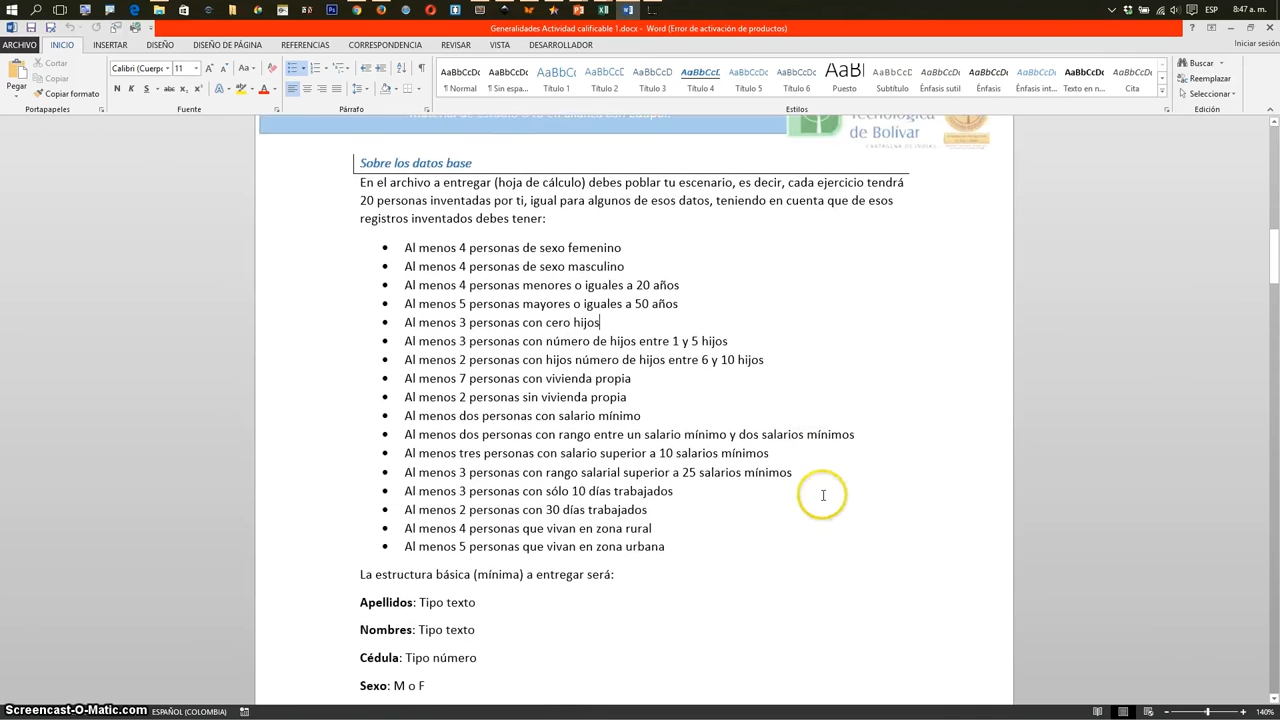 Generalidades Actividad calificable 1.docx - Word (Error de activación de productos)
ESP 8:47 p. m.
ARCHIVO INICIO INSERTAR DISEÑO DISEÑO DE PÁGINA REFERENCIAS CORRESPONDENCIA REVISAR VISTA DESARROLLADOR
Iniciar sesión
Pegar
Cortar
Copiar
Copiar formato
Calibri (Cuerpo 11
AaBbCcDc AaBbCcDc AaBbCcDc AaBbCcDc AaBbCcDc AaBbCcL AaBbCcDc AaBbCcDc AaBl AaBbCcDc AaBbCcDc AaBbCcDc AaBbCcDc AaBbCcDc AaBbCcDc
¶ Normal ¶ Sin espa... Título 1 Título 2 Título 3 Título 4 Título 5 Título 6 Puesto Subtítulo Énfasis sutil Énfasis Énfasis int... Texto en n... Cita
Buscar
Reemplazar
Seleccionar
Portapapeles Fuente Párrafo Estilos Edición
Tecnológica
de Bolívar
CARTAGENA DE INDIAS
Sobre los datos base
En el archivo a entregar (hoja de cálculo) debes poblar tu escenario, es decir, cada ejercicio tendrá
20 personas inventadas por ti, igual para algunos de esos datos, teniendo en cuenta que de esos
registros inventados debes tener:
• Al menos 4 personas de sexo femenino
• Al menos 4 personas de sexo masculino
• Al menos 4 personas menores o iguales a 20 años
• Al menos 5 personas mayores o iguales a 50 años
• Al menos 3 personas con cero hijos
• Al menos 3 personas con número de hijos entre 1 y 5 hijos
• Al menos 2 personas con hijos número de hijos entre 6 y 10 hijos
• Al menos 7 personas con vivienda propia
• Al menos 2 personas sin vivienda propia
• Al menos dos personas con salario mínimo
• Al menos dos personas con rango entre un salario mínimo y dos salarios mínimos
• Al menos tres personas con salario superior a 10 salarios mínimos
• Al menos 3 personas con rango salarial superior a 25 salarios mínimos
• Al menos 3 personas con sólo 10 días trabajados
• Al menos 2 personas con 30 días trabajados
• Al menos 4 personas que vivan en zona rural
• Al menos 5 personas que vivan en zona urbana
La estructura básica (mínima) a entregar será:
Apellidos: Tipo texto
Nombres: Tipo texto
Cédula: Tipo número
Sexo: M o F
Screencast-O-Matic.com ESPAÑOL (COLOMBIA) 140%